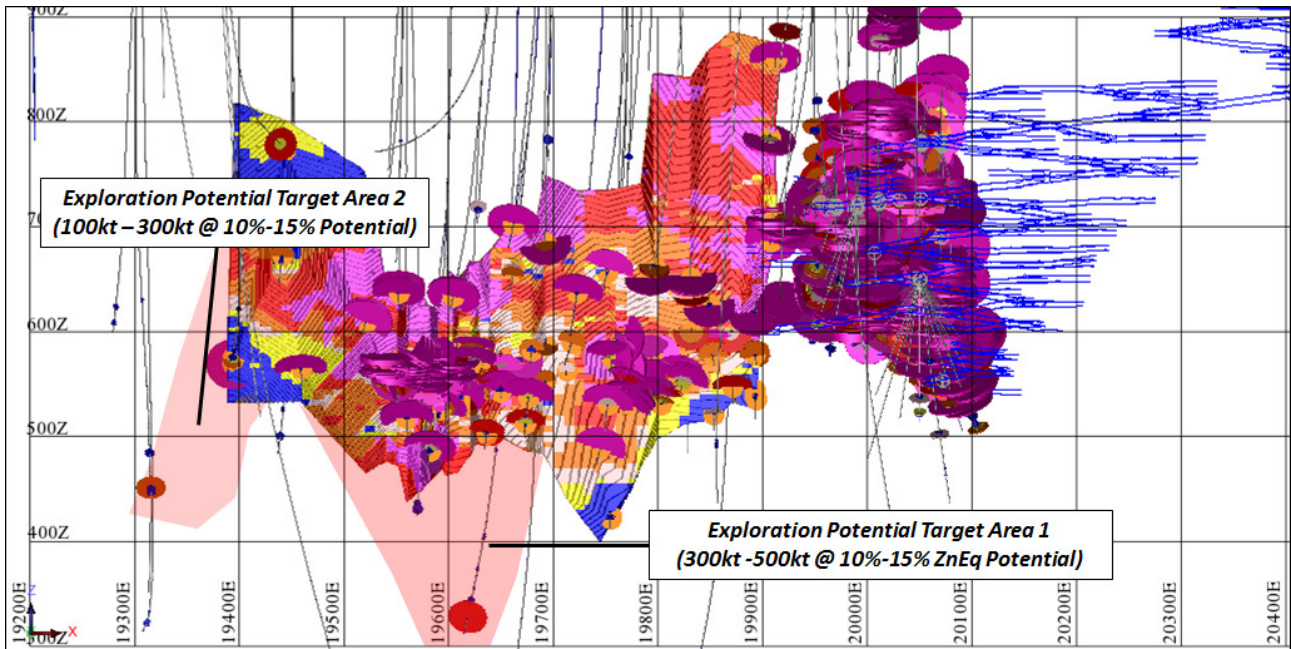 900Z
800Z
Exploration Potential Target Area 2
(100kt – 300kt @ 10%-15% Potential)
600Z
500Z
400Z
Exploration Potential Target Area 1
(300kt -500kt @ 10%-15% ZnEq Potential)
Z
X
19200E
19300E
19400E
19500E
19600E
19700E
19800E
19900E
20000E
20100E
20200E
20300E
20400E